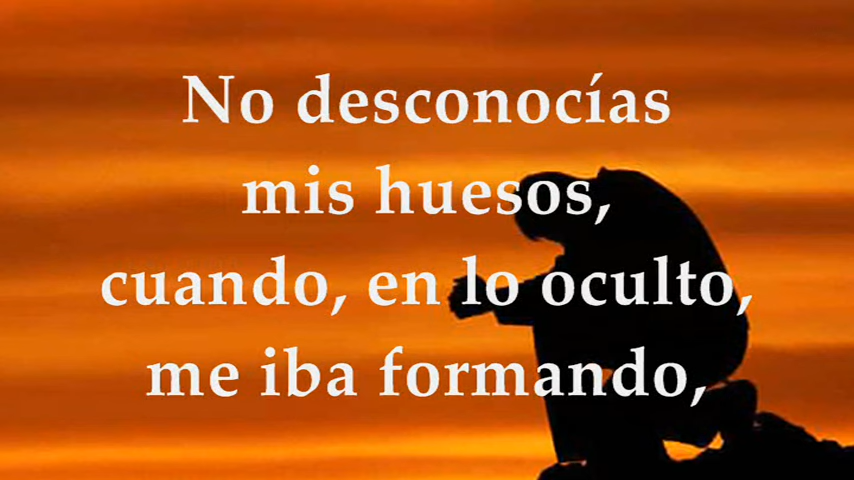 No desconocías
mis huesos,
cuando, en lo oculto,
me iba formando,